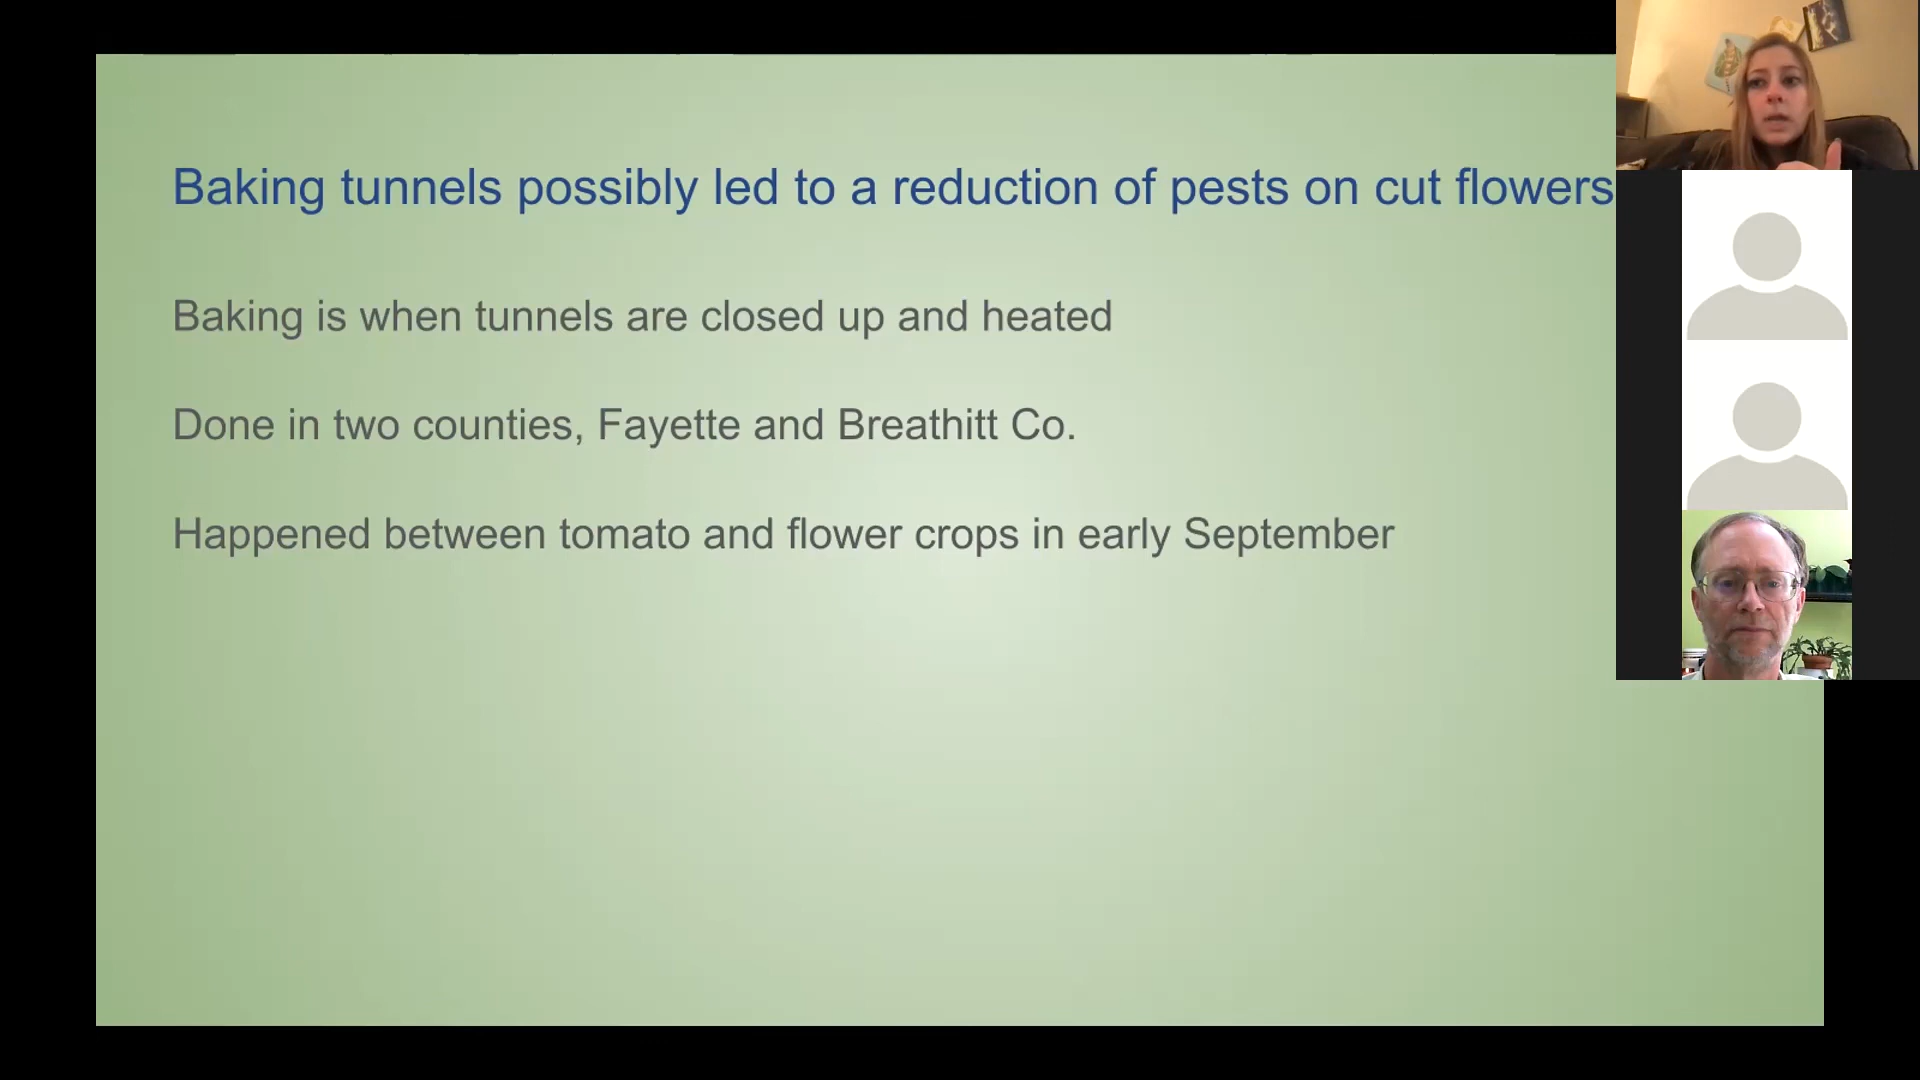 Baking tunnels possibly led to a reduction of pests on cut flowers
Baking is when tunnels are closed up and heated
Done in two counties, Fayette and Breathitt Co.
Happened between tomato and flower crops in early September